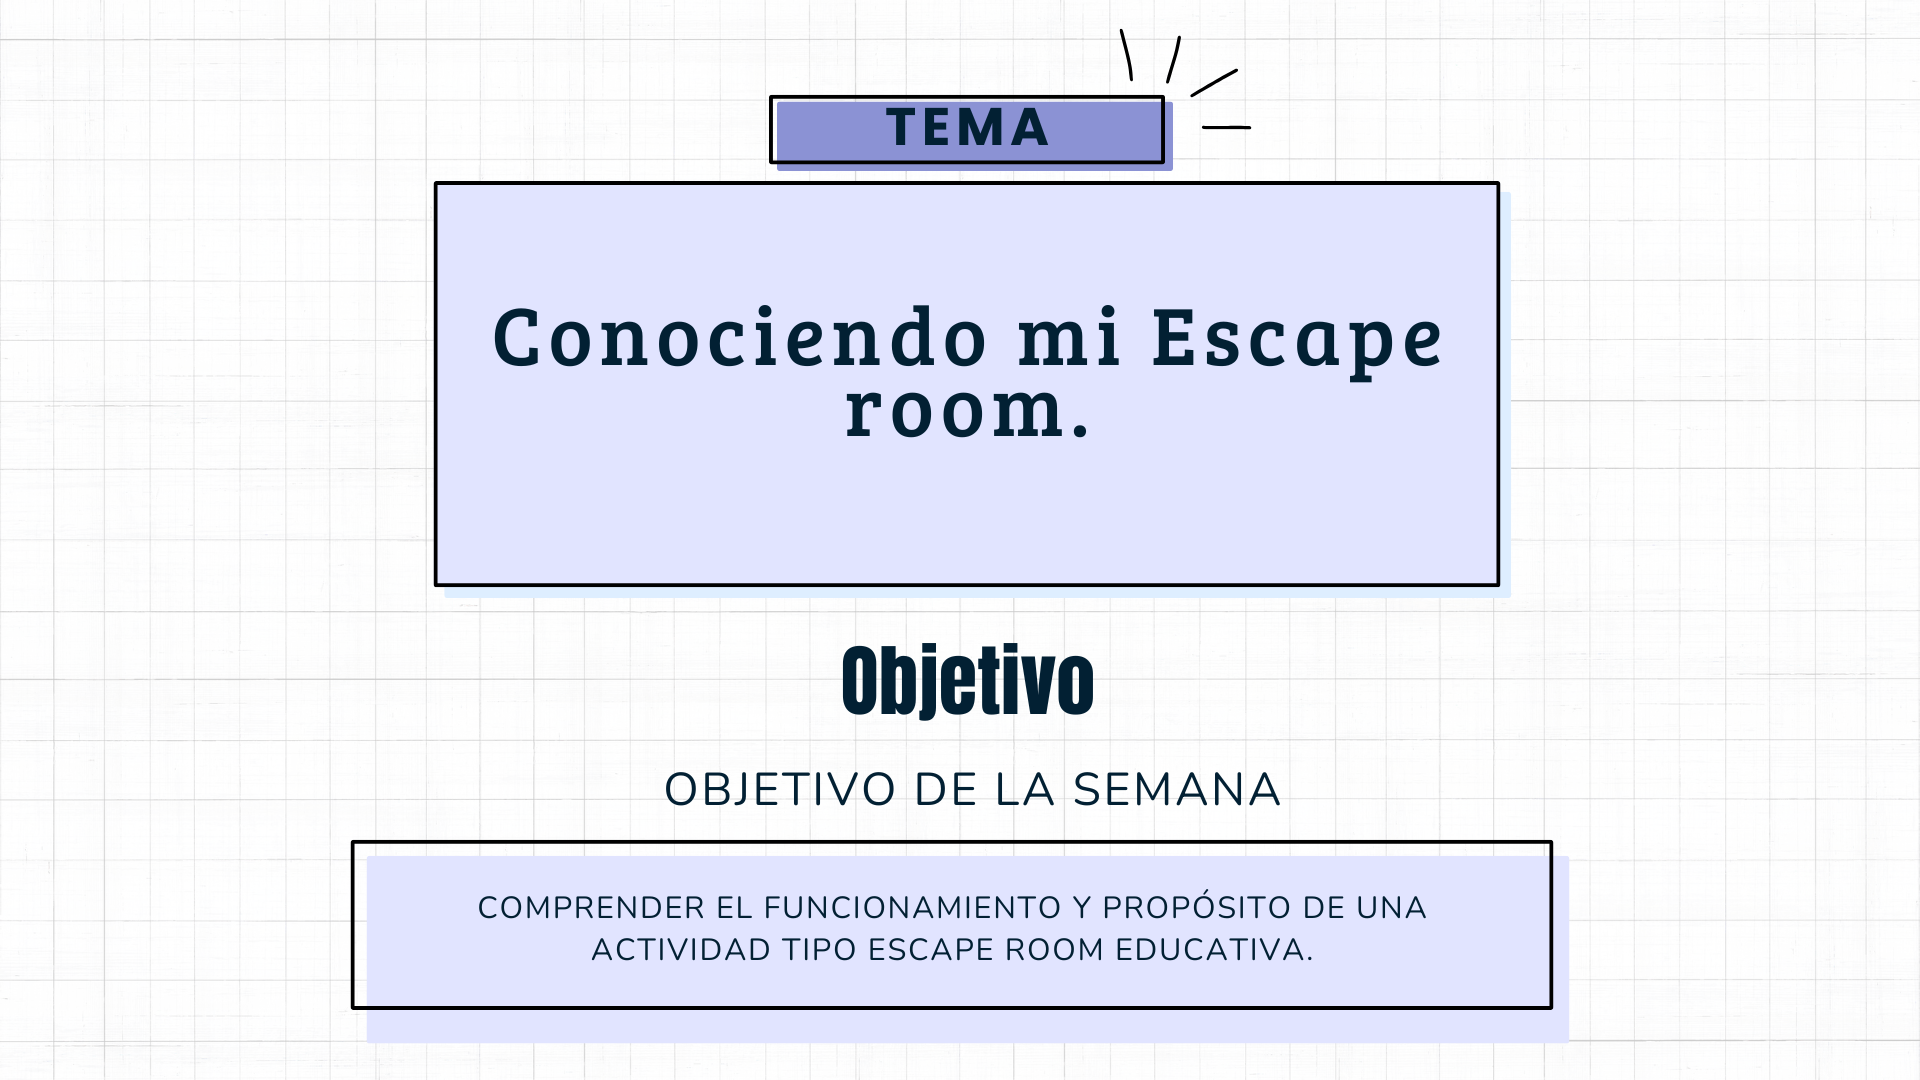 TEMA
Conociendo mi Escape
room.
Objetivo
OBJETIVO DE LA SEMANA
COMPRENDER EL FUNCIONAMIENTO Y PROPÓSITO DE UNA
ACTIVIDAD TIPO ESCAPE ROOM EDUCATIVA.